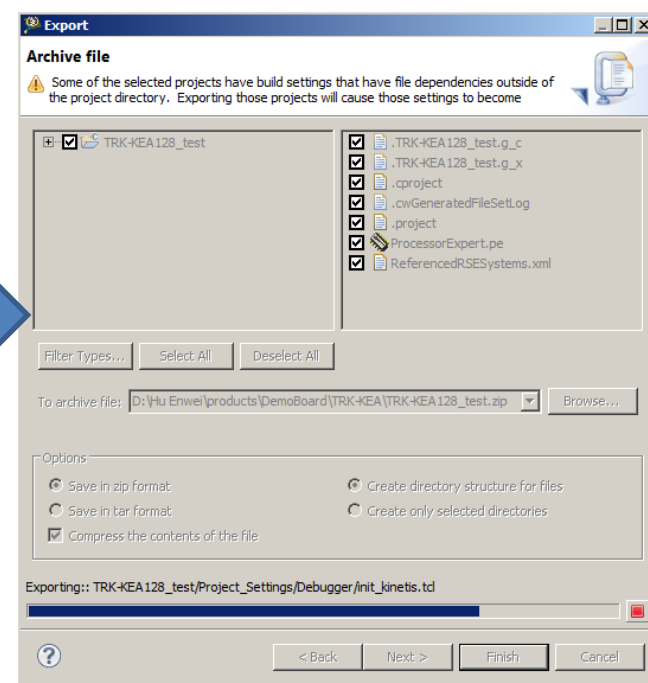 Export
Archive file
Some of the selected projects have build settings that have file dependencies outside of
the project directory. Exporting those projects will cause those settings to become
TRK-KEA128_test
.TRK-KEA128_test.g_c
.TRK-KEA128_test.g_x
.cproject
.cwGeneratedFileSetLog
.project
ProcessorExpert.pe
ReferencedRSESystems.xml
Filter Types... Select All Deselect All
To archive file: D:\Hu Enwei\products\DemoBoard\TRK-KEA\TRK-KEA128_test.zip Browse...
Options
Save in zip format Create directory structure for files
Save in tar format Create only selected directories
Compress the contents of the file
Exporting:: TRK-KEA128_test/Project_Settings/Debugger/init_kinetis.tcl
? < Back Next > Finish Cancel